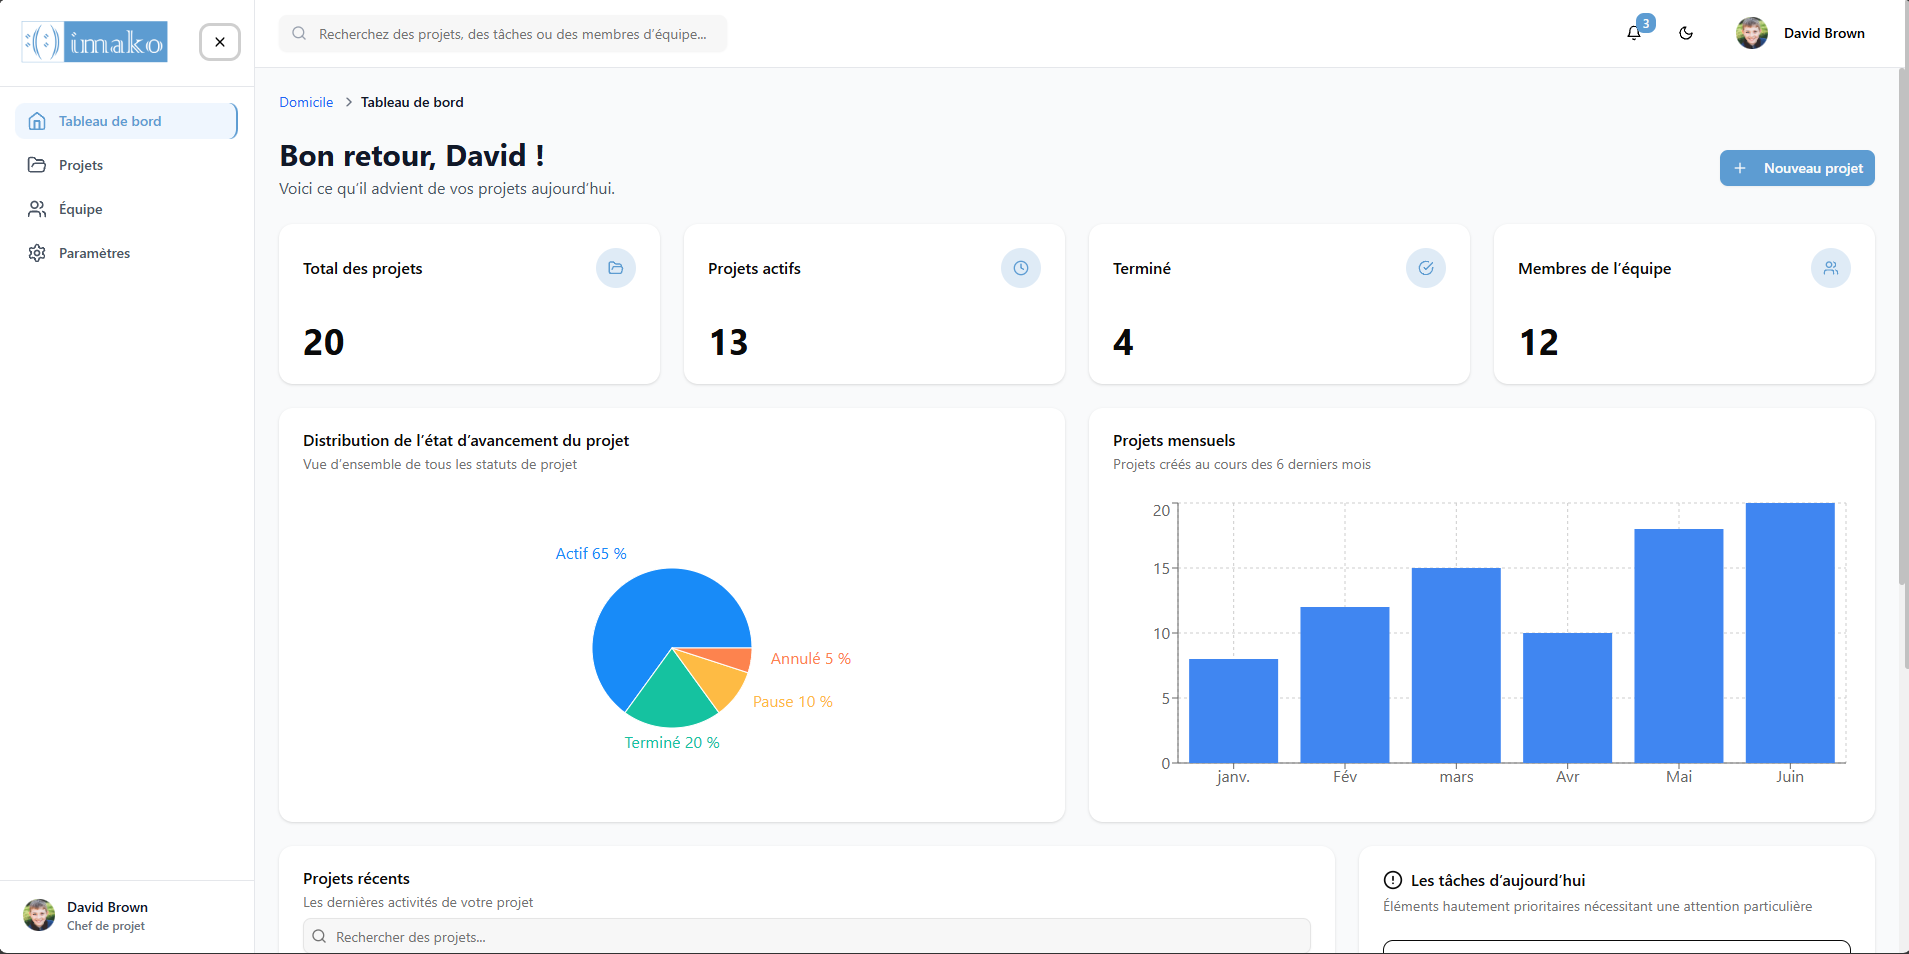 imako
Recherchez des projets, des tâches ou des membres d’équipe...
3
David Brown
Tableau de bord
Projets
Équipe
Paramètres
Domicile
Tableau de bord
Bon retour, David !
Voici ce qu’il advient de vos projets aujourd’hui.
Nouveau projet
Total des projets
20
Projets actifs
13
Terminé
4
Membres de l’équipe
12
Distribution de l’état d’avancement du projet
Vue d’ensemble de tous les statuts de projet
Actif 65 %
Annulé 5 %
Pause 10 %
Terminé 20 %
Projets mensuels
Projets créés au cours des 6 derniers mois
20
15
10
5
0
janv.
Fév
mars
Avr
Mai
Juin
Projets récents
Les dernières activités de votre projet
Rechercher des projets...
Les tâches d’aujourd’hui
Éléments hautement prioritaires nécessitant une attention particulière
David Brown
Chef de projet